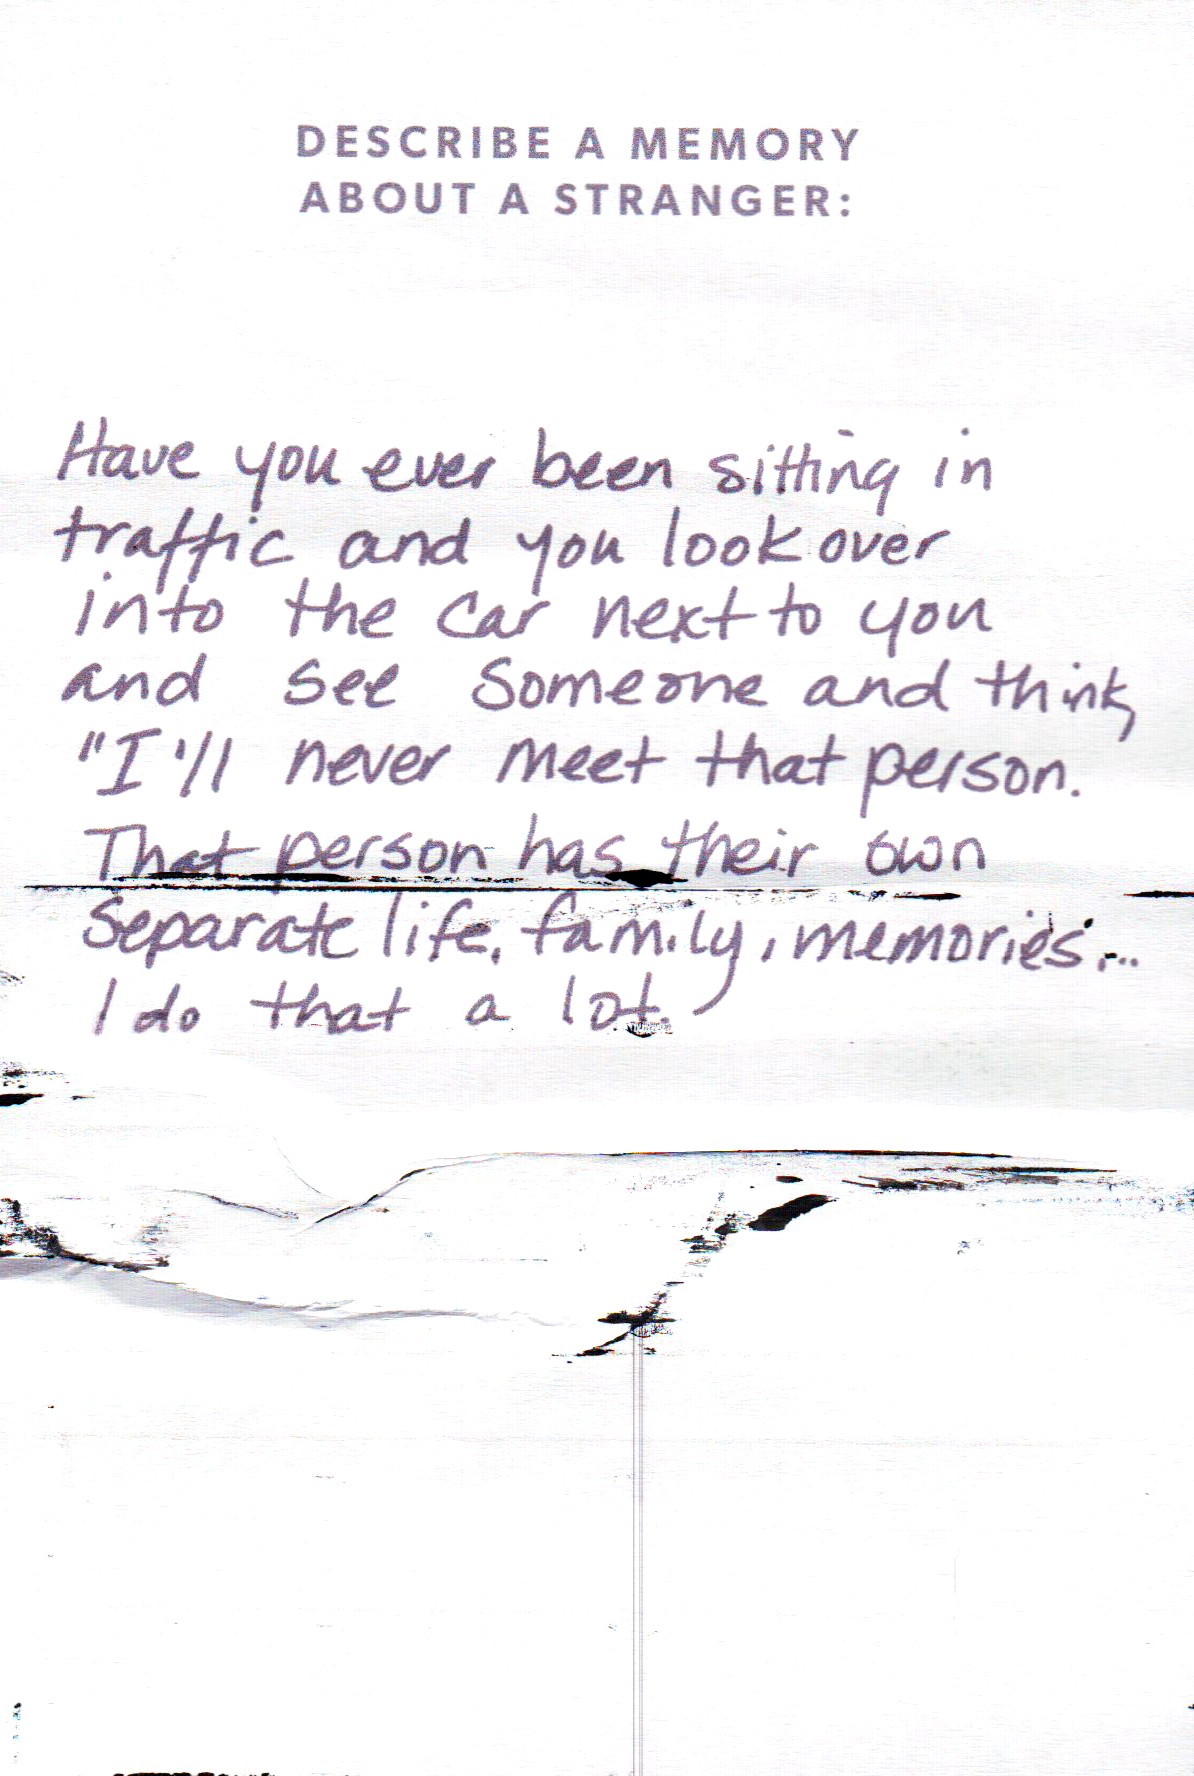 DESCRIBE A MEMORY
ABOUT A STRANGER:
Have you ever been sitting in
traffic and you look over
into the car next to you
and see someone and think,
"I'll never meet that person.
That person has their own
separate life, family, memories...
I do that a lot.